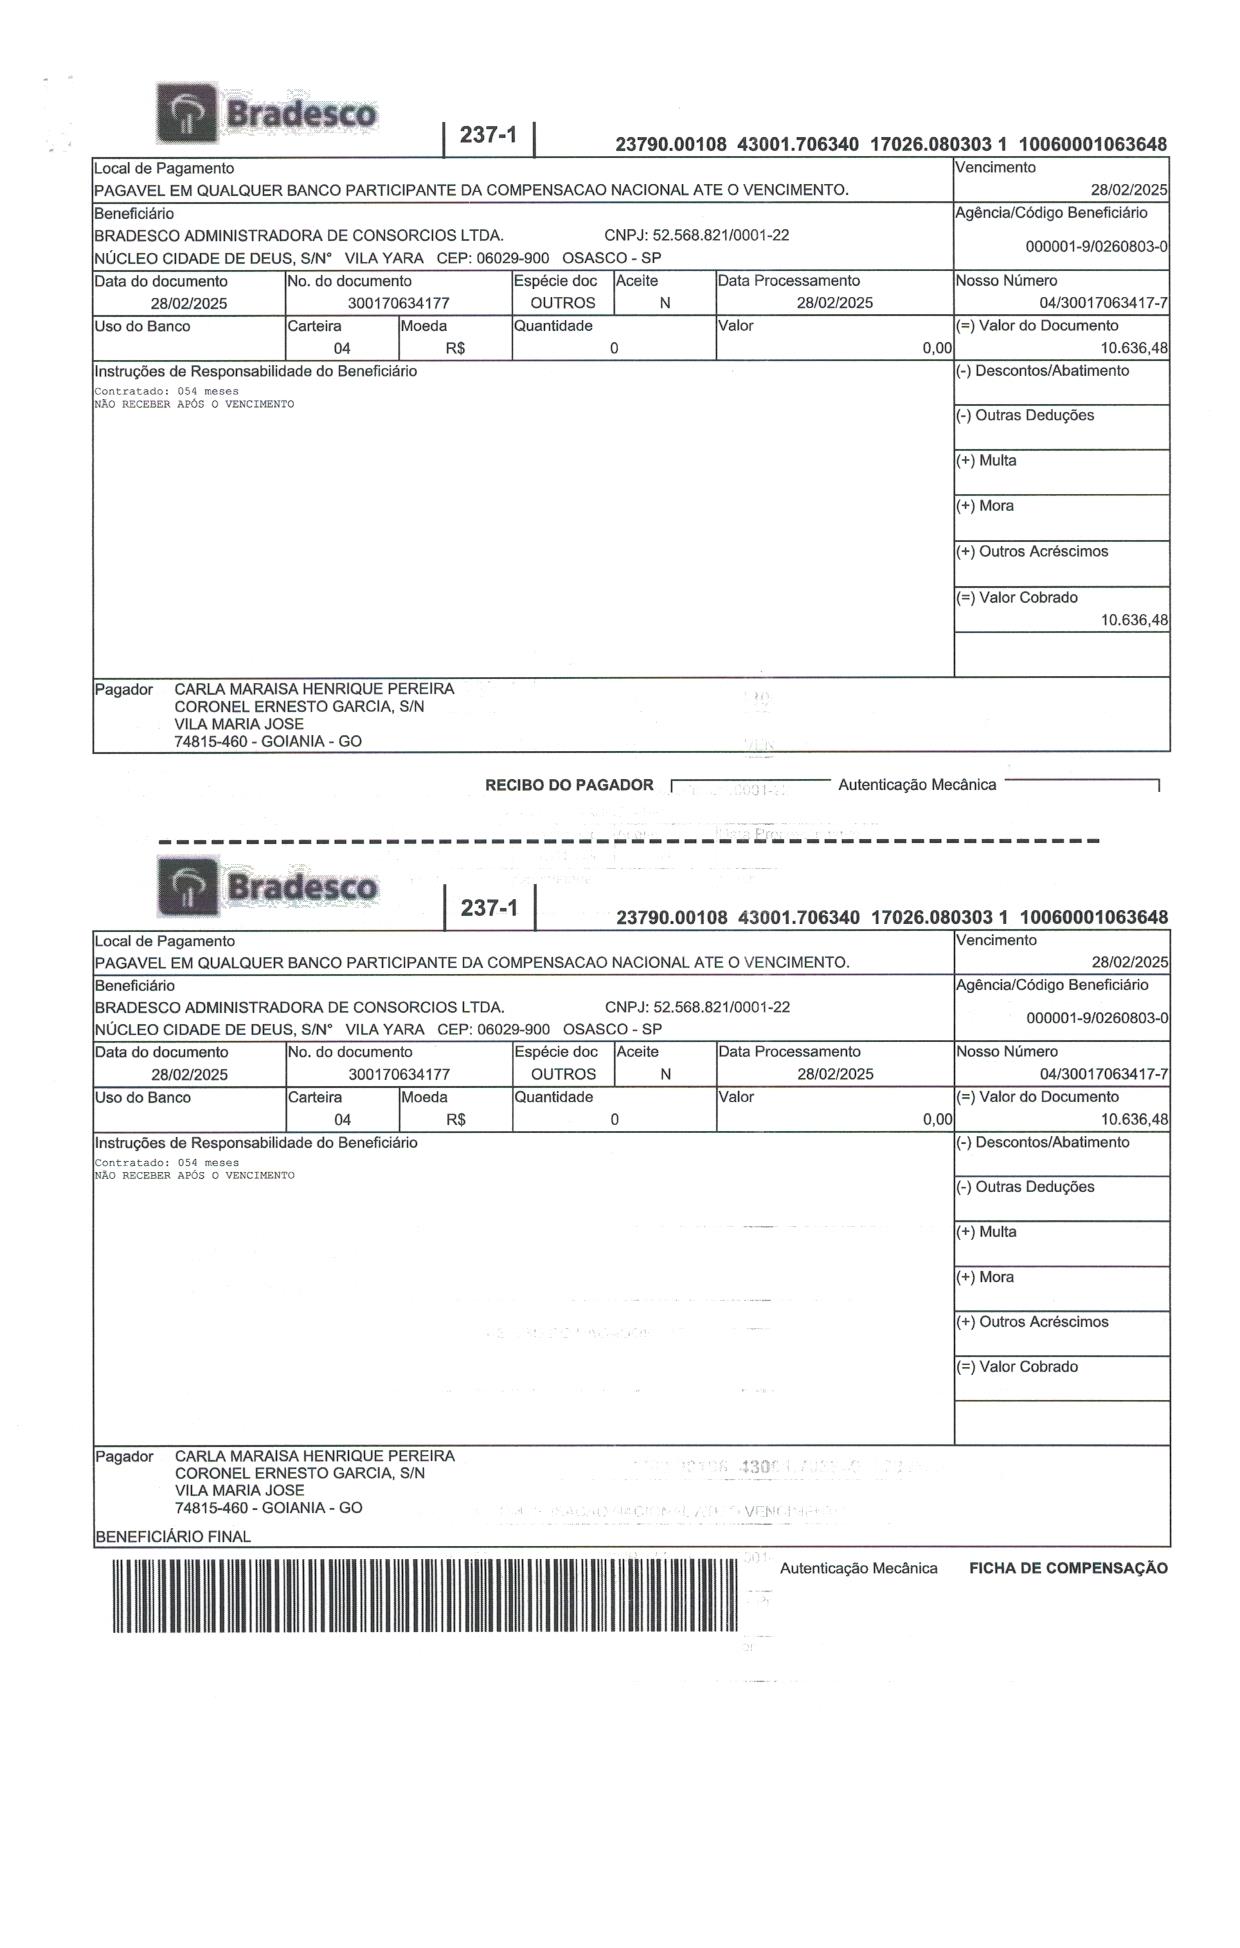 Bradesco
237-1
23790.00108 43001.706340 17026.080303 1 10060001063648
Local de Pagamento
PAGAVEL EM QUALQUER BANCO PARTICIPANTE DA COMPENSACAO NACIONAL ATE O VENCIMENTO.
Vencimento
28/02/2025
Beneficiário
BRADESCO ADMINISTRADORA DE CONSORCIOS LTDA. CNPJ: 52.568.821/0001-22
NÚCLEO CIDADE DE DEUS, S/N° VILA YARA CEP: 06029-900 OSASCO - SP
Agência/Código Beneficiário
000001-9/0260803-0
Data do documento
28/02/2025
No. do documento
300170634177
Espécie doc
OUTROS
Aceite
N
Data Processamento
28/02/2025
Nosso Número
04/30017063417-7
Uso do Banco
Carteira
04
Moeda
R$
Quantidade
0
Valor
0,00
(=) Valor do Documento
10.636,48
Instruções de Responsabilidade do Beneficiário
Contratado: 054 meses
NÃO RECEBER APÓS O VENCIMENTO
(-) Descontos/Abatimento
(-) Outras Deduções
(+) Multa
(+) Mora
(+) Outros Acréscimos
(=) Valor Cobrado
10.636,48
Pagador CARLA MARAISA HENRIQUE PEREIRA
CORONEL ERNESTO GARCIA, S/N
VILA MARIA JOSE
74815-460 - GOIANIA - GO
RECIBO DO PAGADOR Autenticação Mecânica
Bradesco
237-1
23790.00108 43001.706340 17026.080303 1 10060001063648
Local de Pagamento
PAGAVEL EM QUALQUER BANCO PARTICIPANTE DA COMPENSACAO NACIONAL ATE O VENCIMENTO.
Vencimento
28/02/2025
Beneficiário
BRADESCO ADMINISTRADORA DE CONSORCIOS LTDA. CNPJ: 52.568.821/0001-22
NÚCLEO CIDADE DE DEUS, S/N° VILA YARA CEP: 06029-900 OSASCO - SP
Agência/Código Beneficiário
000001-9/0260803-0
Data do documento
28/02/2025
No. do documento
300170634177
Espécie doc
OUTROS
Aceite
N
Data Processamento
28/02/2025
Nosso Número
04/30017063417-7
Uso do Banco
Carteira
04
Moeda
R$
Quantidade
0
Valor
0,00
(=) Valor do Documento
10.636,48
Instruções de Responsabilidade do Beneficiário
Contratado: 054 meses
NÃO RECEBER APÓS O VENCIMENTO
(-) Descontos/Abatimento
(-) Outras Deduções
(+) Multa
(+) Mora
(+) Outros Acréscimos
(=) Valor Cobrado
Pagador CARLA MARAISA HENRIQUE PEREIRA
CORONEL ERNESTO GARCIA, S/N
VILA MARIA JOSE
74815-460 - GOIANIA - GO
BENEFICIÁRIO FINAL
Autenticação Mecânica FICHA DE COMPENSAÇÃO